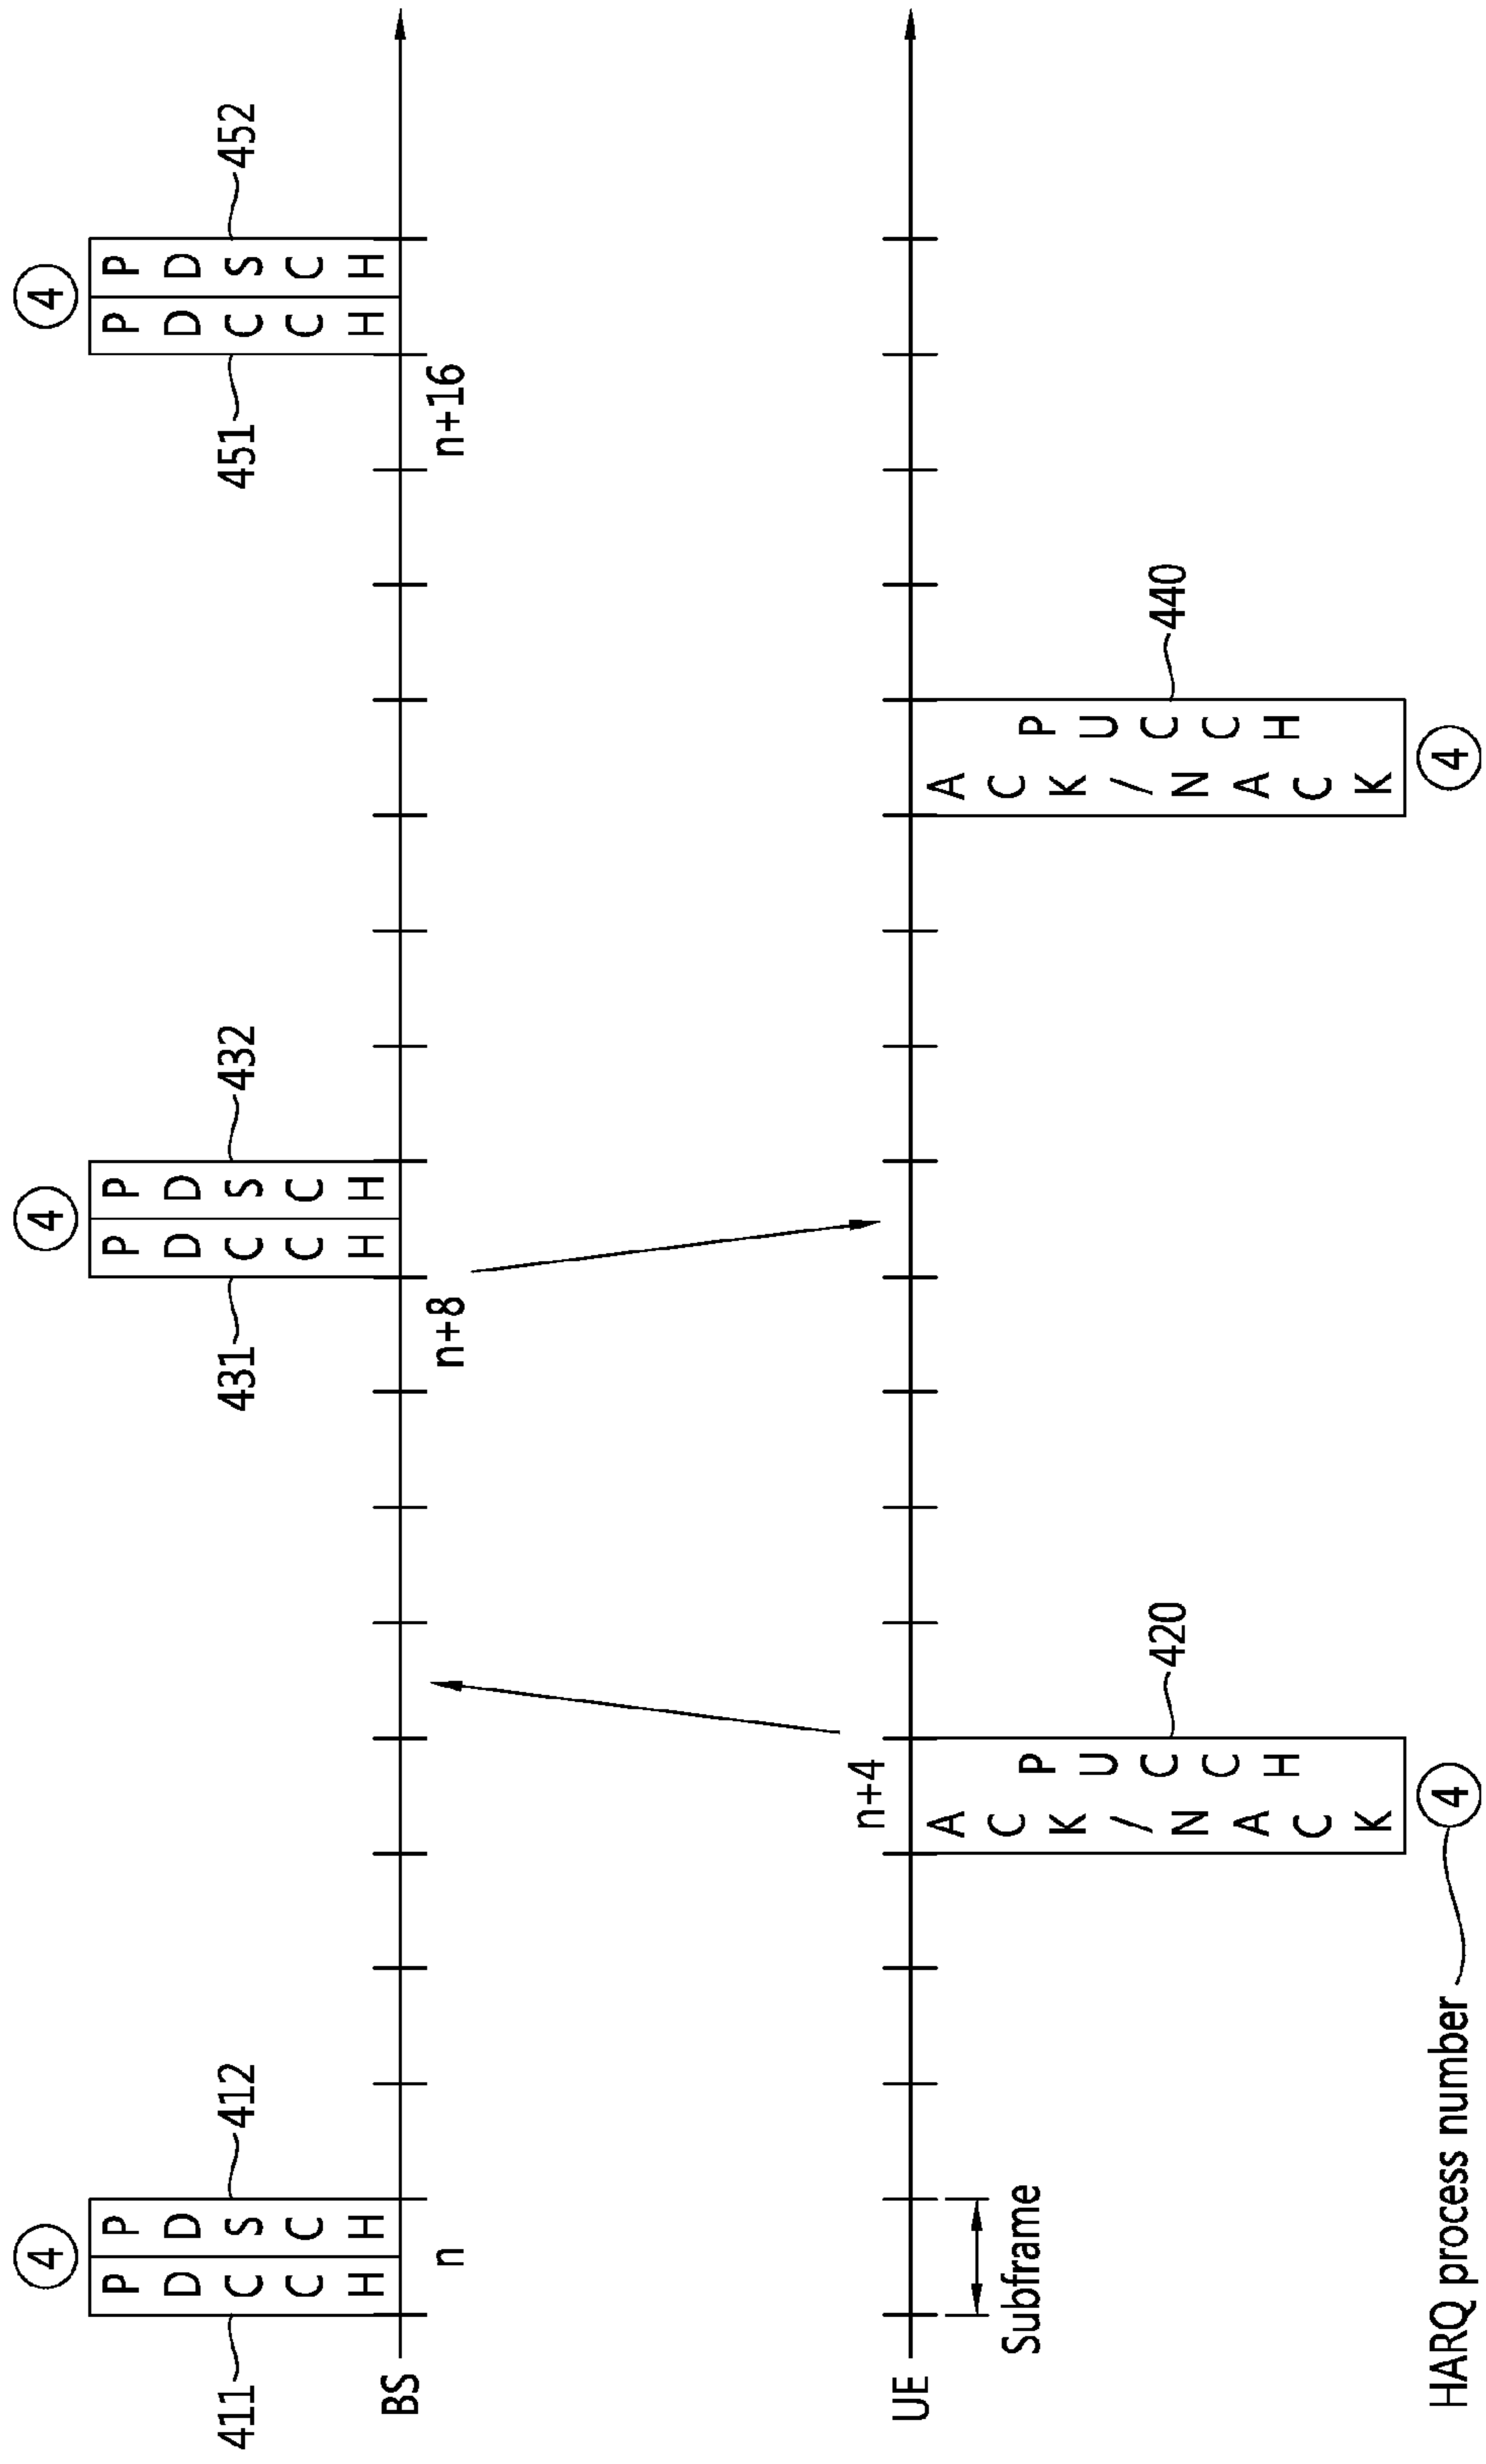 4
4
4
411
PDCCH
PDSCH
412
431
PDCCH
PDSCH
432
451
PDCCH
PDSCH
452
BS
n
n+8
n+16
n+4
UE
Subframe
ACK/NACK
PUCCH
420
ACK/NACK
PUCCH
440
4
4
HARQ process number